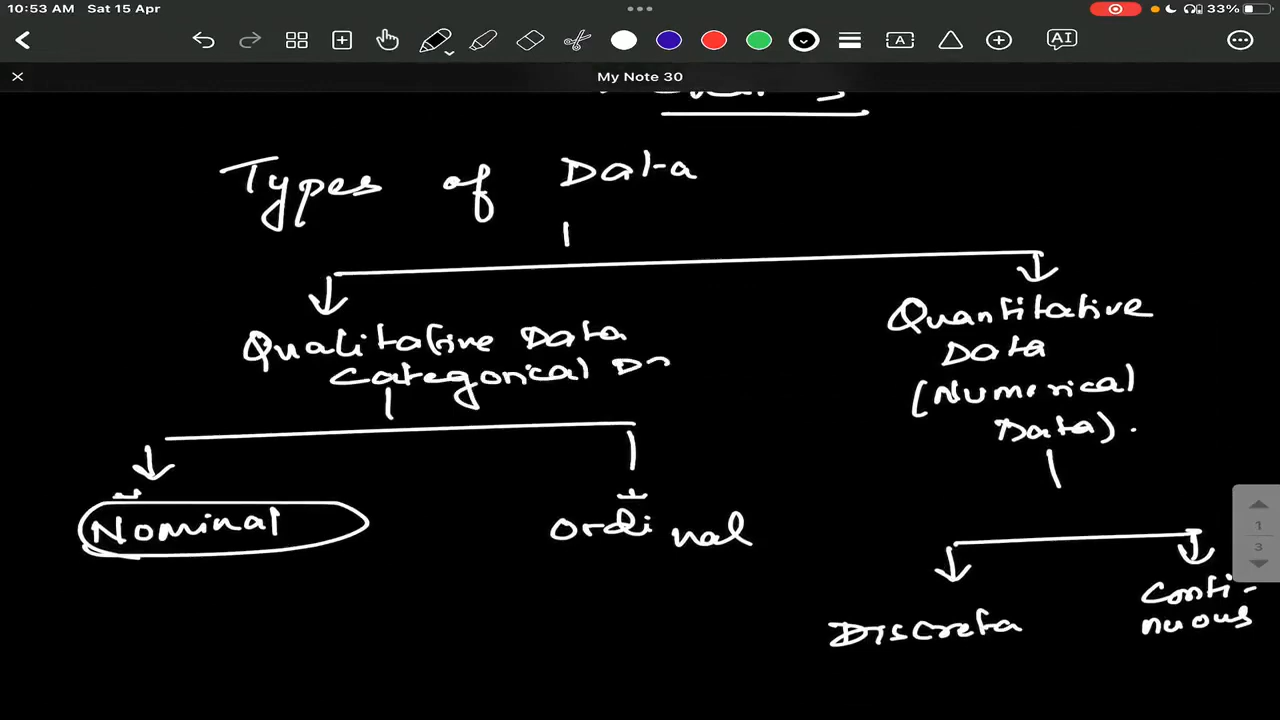 10:53 AM Sat 15 Apr
33%
A
AI
My Note 30
Types of Data
Qualitative Data
Categorical
Quantitative
Data
(Numerical
Data).
Nominal
ordinal
1
3
Discreta
Conti-
nuous